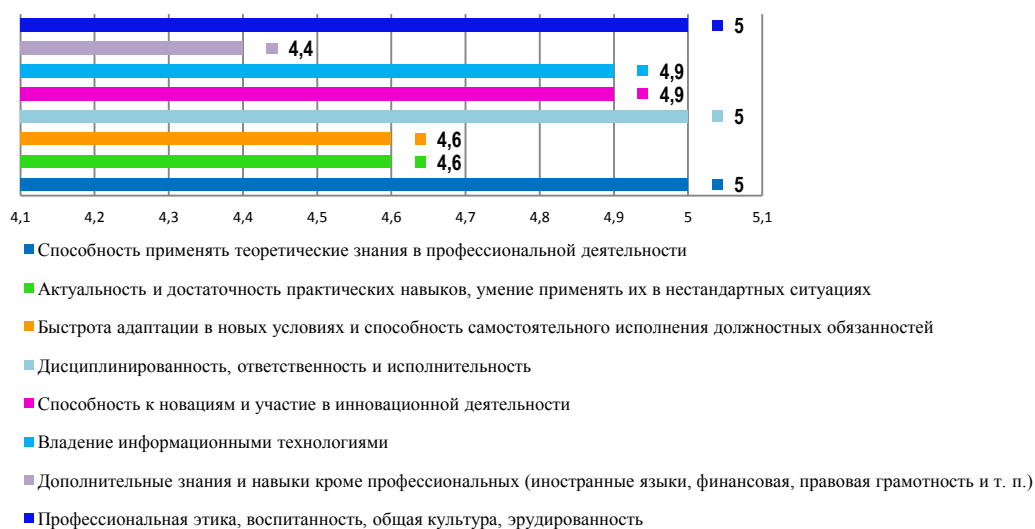 5
4,4
4,9
4,9
5
4,6
4,6
5
4,1 4,2 4,3 4,4 4,5 4,6 4,7 4,8 4,9 5 5,1
Способность применять теоретические знания в профессиональной деятельности
Актуальность и достаточность практических навыков, умение применять их в нестандартных ситуациях
Быстрота адаптации в новых условиях и способность самостоятельного исполнения должностных обязанностей
Дисциплинированность, ответственность и исполнительность
Способность к новациям и участие в инновационной деятельности
Владение информационными технологиями
Дополнительные знания и навыки кроме профессиональных (иностранные языки, финансовая, правовая грамотность и т. п.)
Профессиональная этика, воспитанность, общая культура, эрудированность